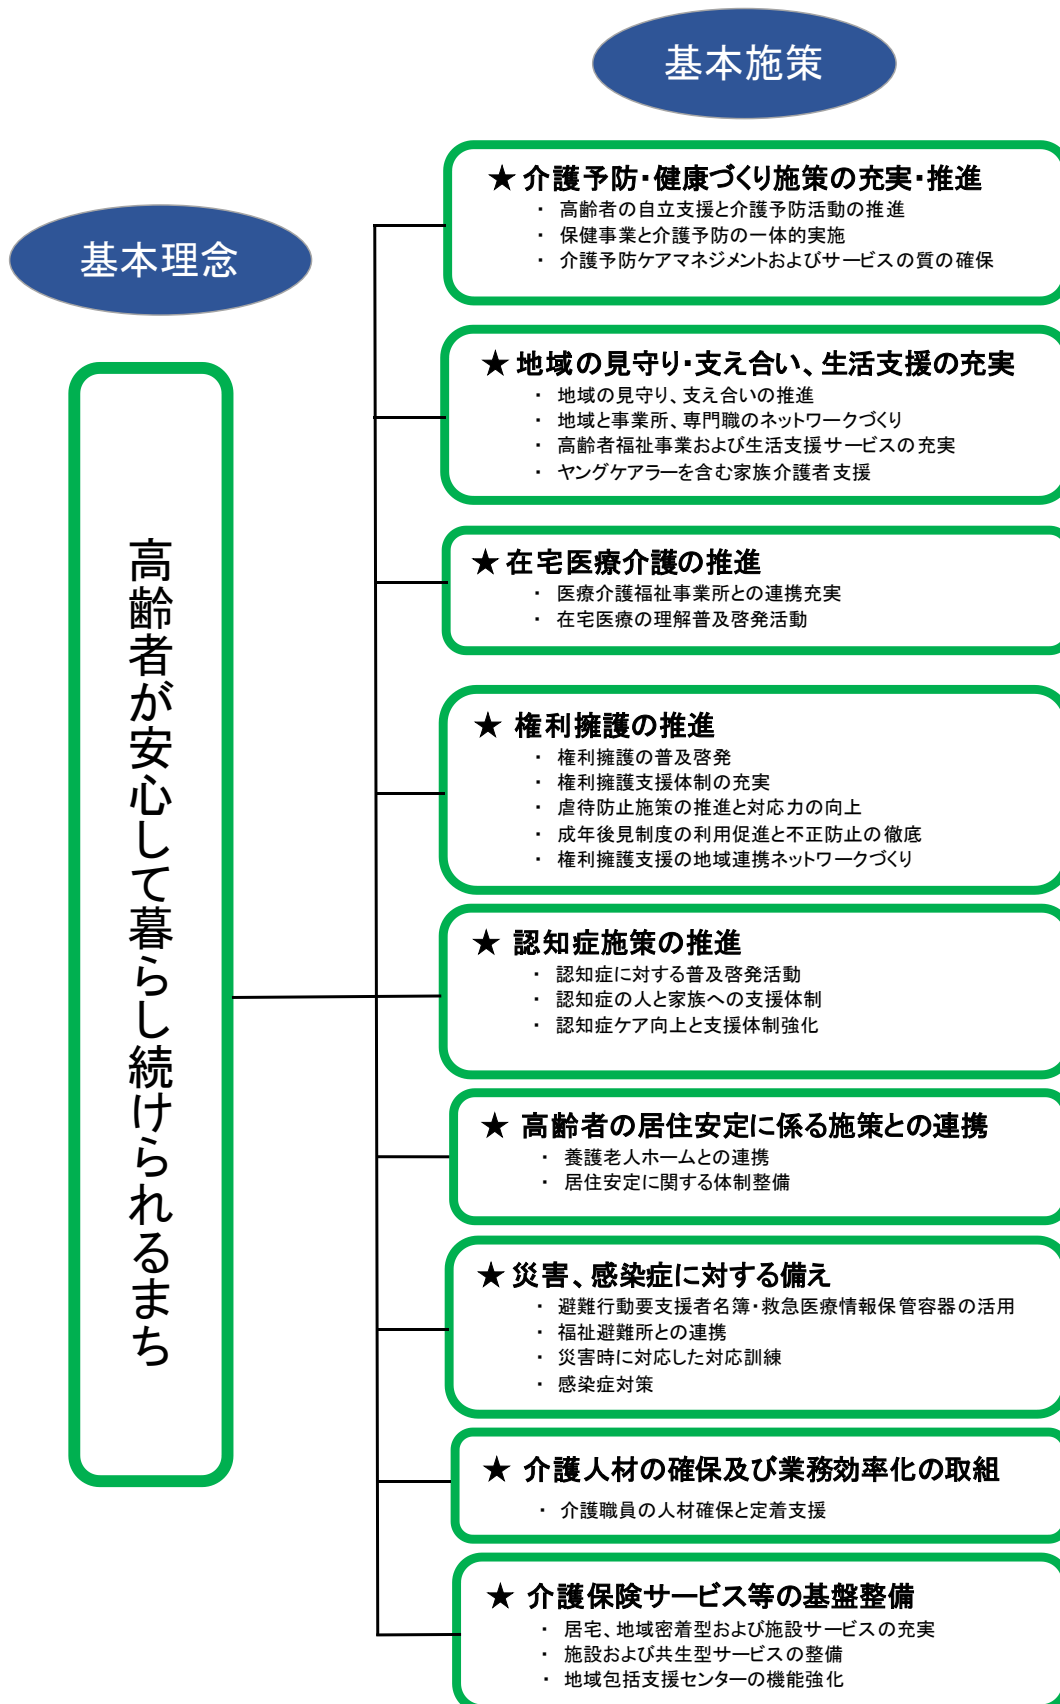 基本施策
基本理念
高齢者が安心して暮らし続けられるまち
★ 介護予防・健康づくり施策の充実・推進
・ 高齢者の自立支援と介護予防活動の推進
・ 保健事業と介護予防の一体的実施
・ 介護予防ケアマネジメントおよびサービスの質の確保
★ 地域の見守り・支え合い、生活支援の充実
・ 地域の見守り、支え合いの推進
・ 地域と事業所、専門職のネットワークづくり
・ 高齢者福祉事業および生活支援サービスの充実
・ ヤングケアラーを含む家族介護者支援
★ 在宅医療介護の推進
・ 医療介護福祉事業所との連携充実
・ 在宅医療の理解普及啓発活動
★ 権利擁護の推進
・ 権利擁護の普及啓発
・ 権利擁護支援体制の充実
・ 虐待防止施策の推進と対応力の向上
・ 成年後見制度の利用促進と不正防止の徹底
・ 権利擁護支援の地域連携ネットワークづくり
★ 認知症施策の推進
・ 認知症に対する普及啓発活動
・ 認知症の人と家族への支援体制
・ 認知症ケア向上と支援体制強化
★ 高齢者の居住安定に係る施策との連携
・ 養護老人ホームとの連携
・ 居住安定に関する体制整備
★ 災害、感染症に対する備え
・ 避難行動要支援者名簿・救急医療情報保管容器の活用
・ 福祉避難所との連携
・ 災害時に対応した対応訓練
・ 感染症対策
★ 介護人材の確保及び業務効率化の取組
・ 介護職員の人材確保と定着支援
★ 介護保険サービス等の基盤整備
・ 居宅、地域密着型および施設サービスの充実
・ 施設および共生型サービスの整備
・ 地域包括支援センターの機能強化